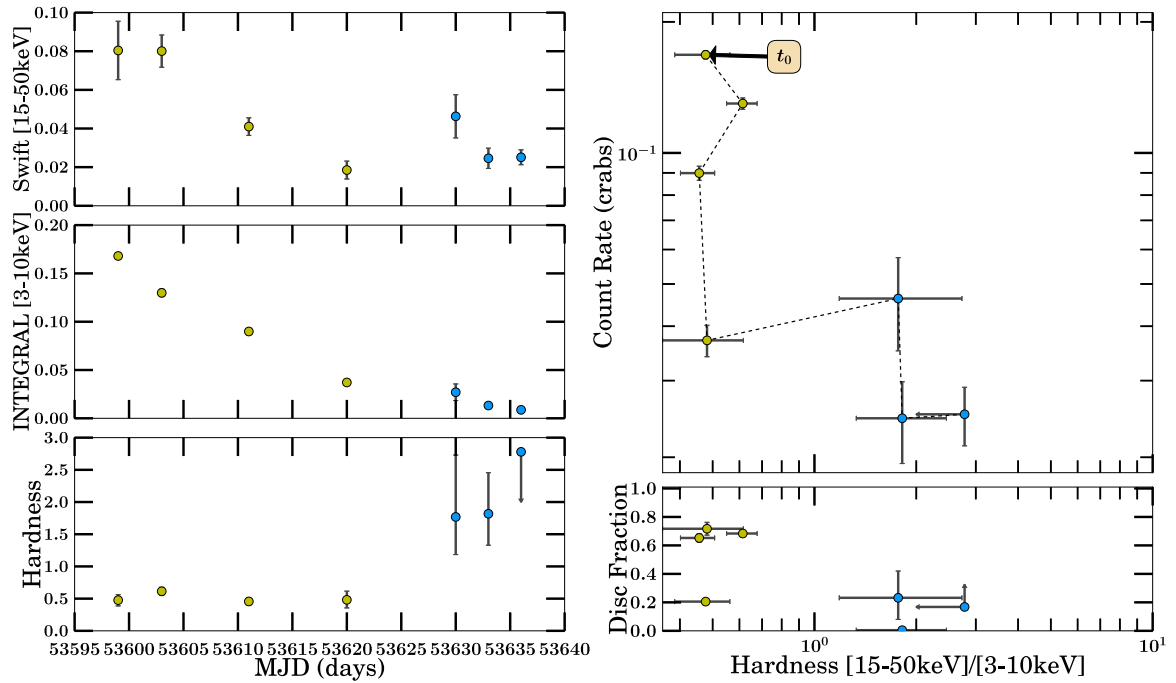 0.10
0.08
0.06
0.04
0.02
0.00
Swift [15-50keV]
0.20
0.15
0.10
0.05
0.00
INTEGRAL [3-10keV]
3.0
2.5
2.0
1.5
1.0
0.5
0.0
Hardness
53595 53600 53605 53610 53615 53620 53625 53630 53635 53640
MJD (days)
t0
10−1
Count Rate (crabs)
1.0
0.8
0.6
0.4
0.2
0.0
Disc Fraction
100 101
Hardness [15-50keV]/[3-10keV]